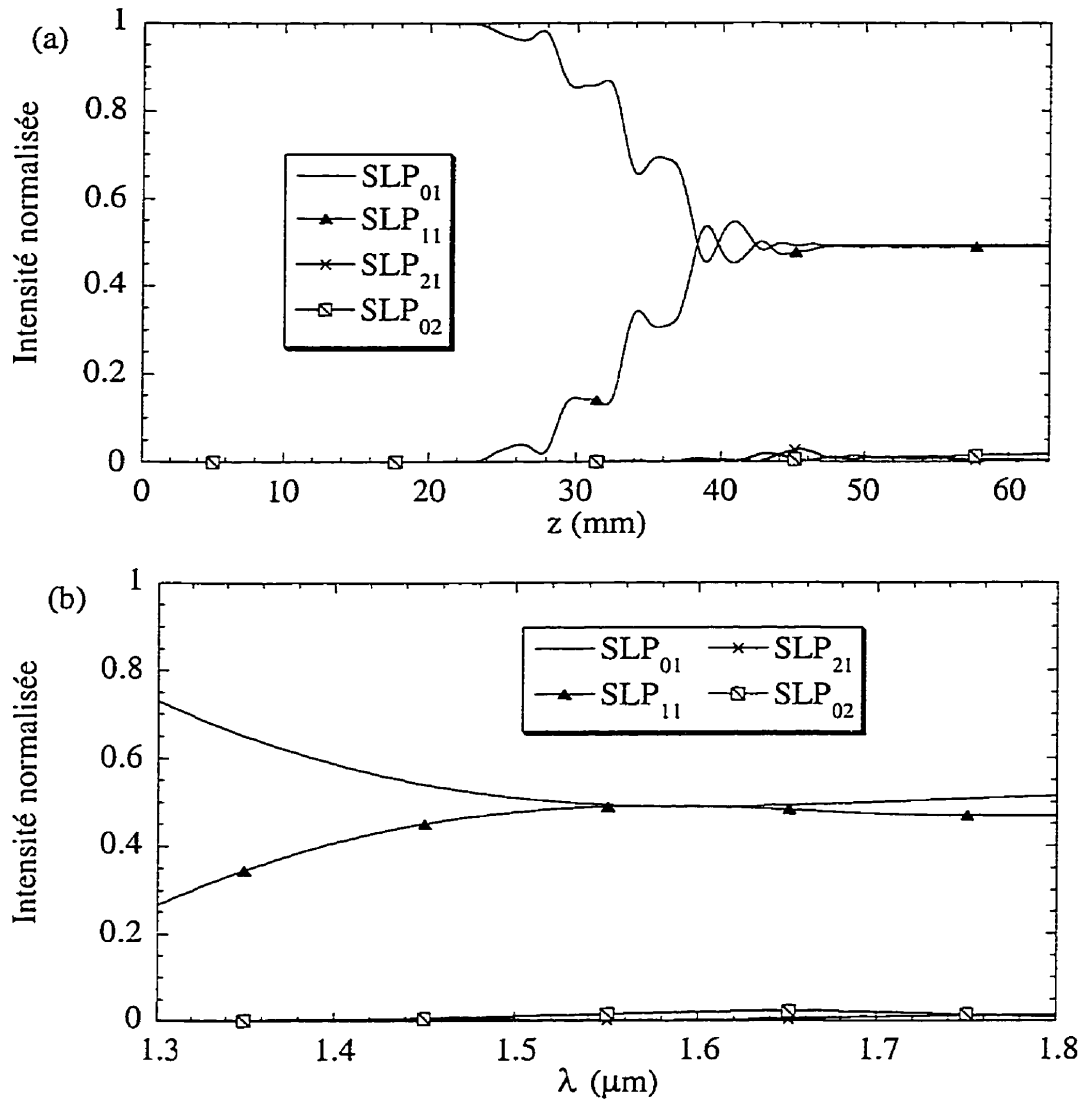 (a)
Intensité normalisée
1
0.8
0.6
0.4
0.2
0
SLP01
SLP11
SLP21
SLP02
0 10 20 30 40 50 60
z (mm)
(b)
Intensité normalisée
1
0.8
0.6
0.4
0.2
0
SLP01 SLP21
SLP11 SLP02
1.3 1.4 1.5 1.6 1.7 1.8
λ (μm)